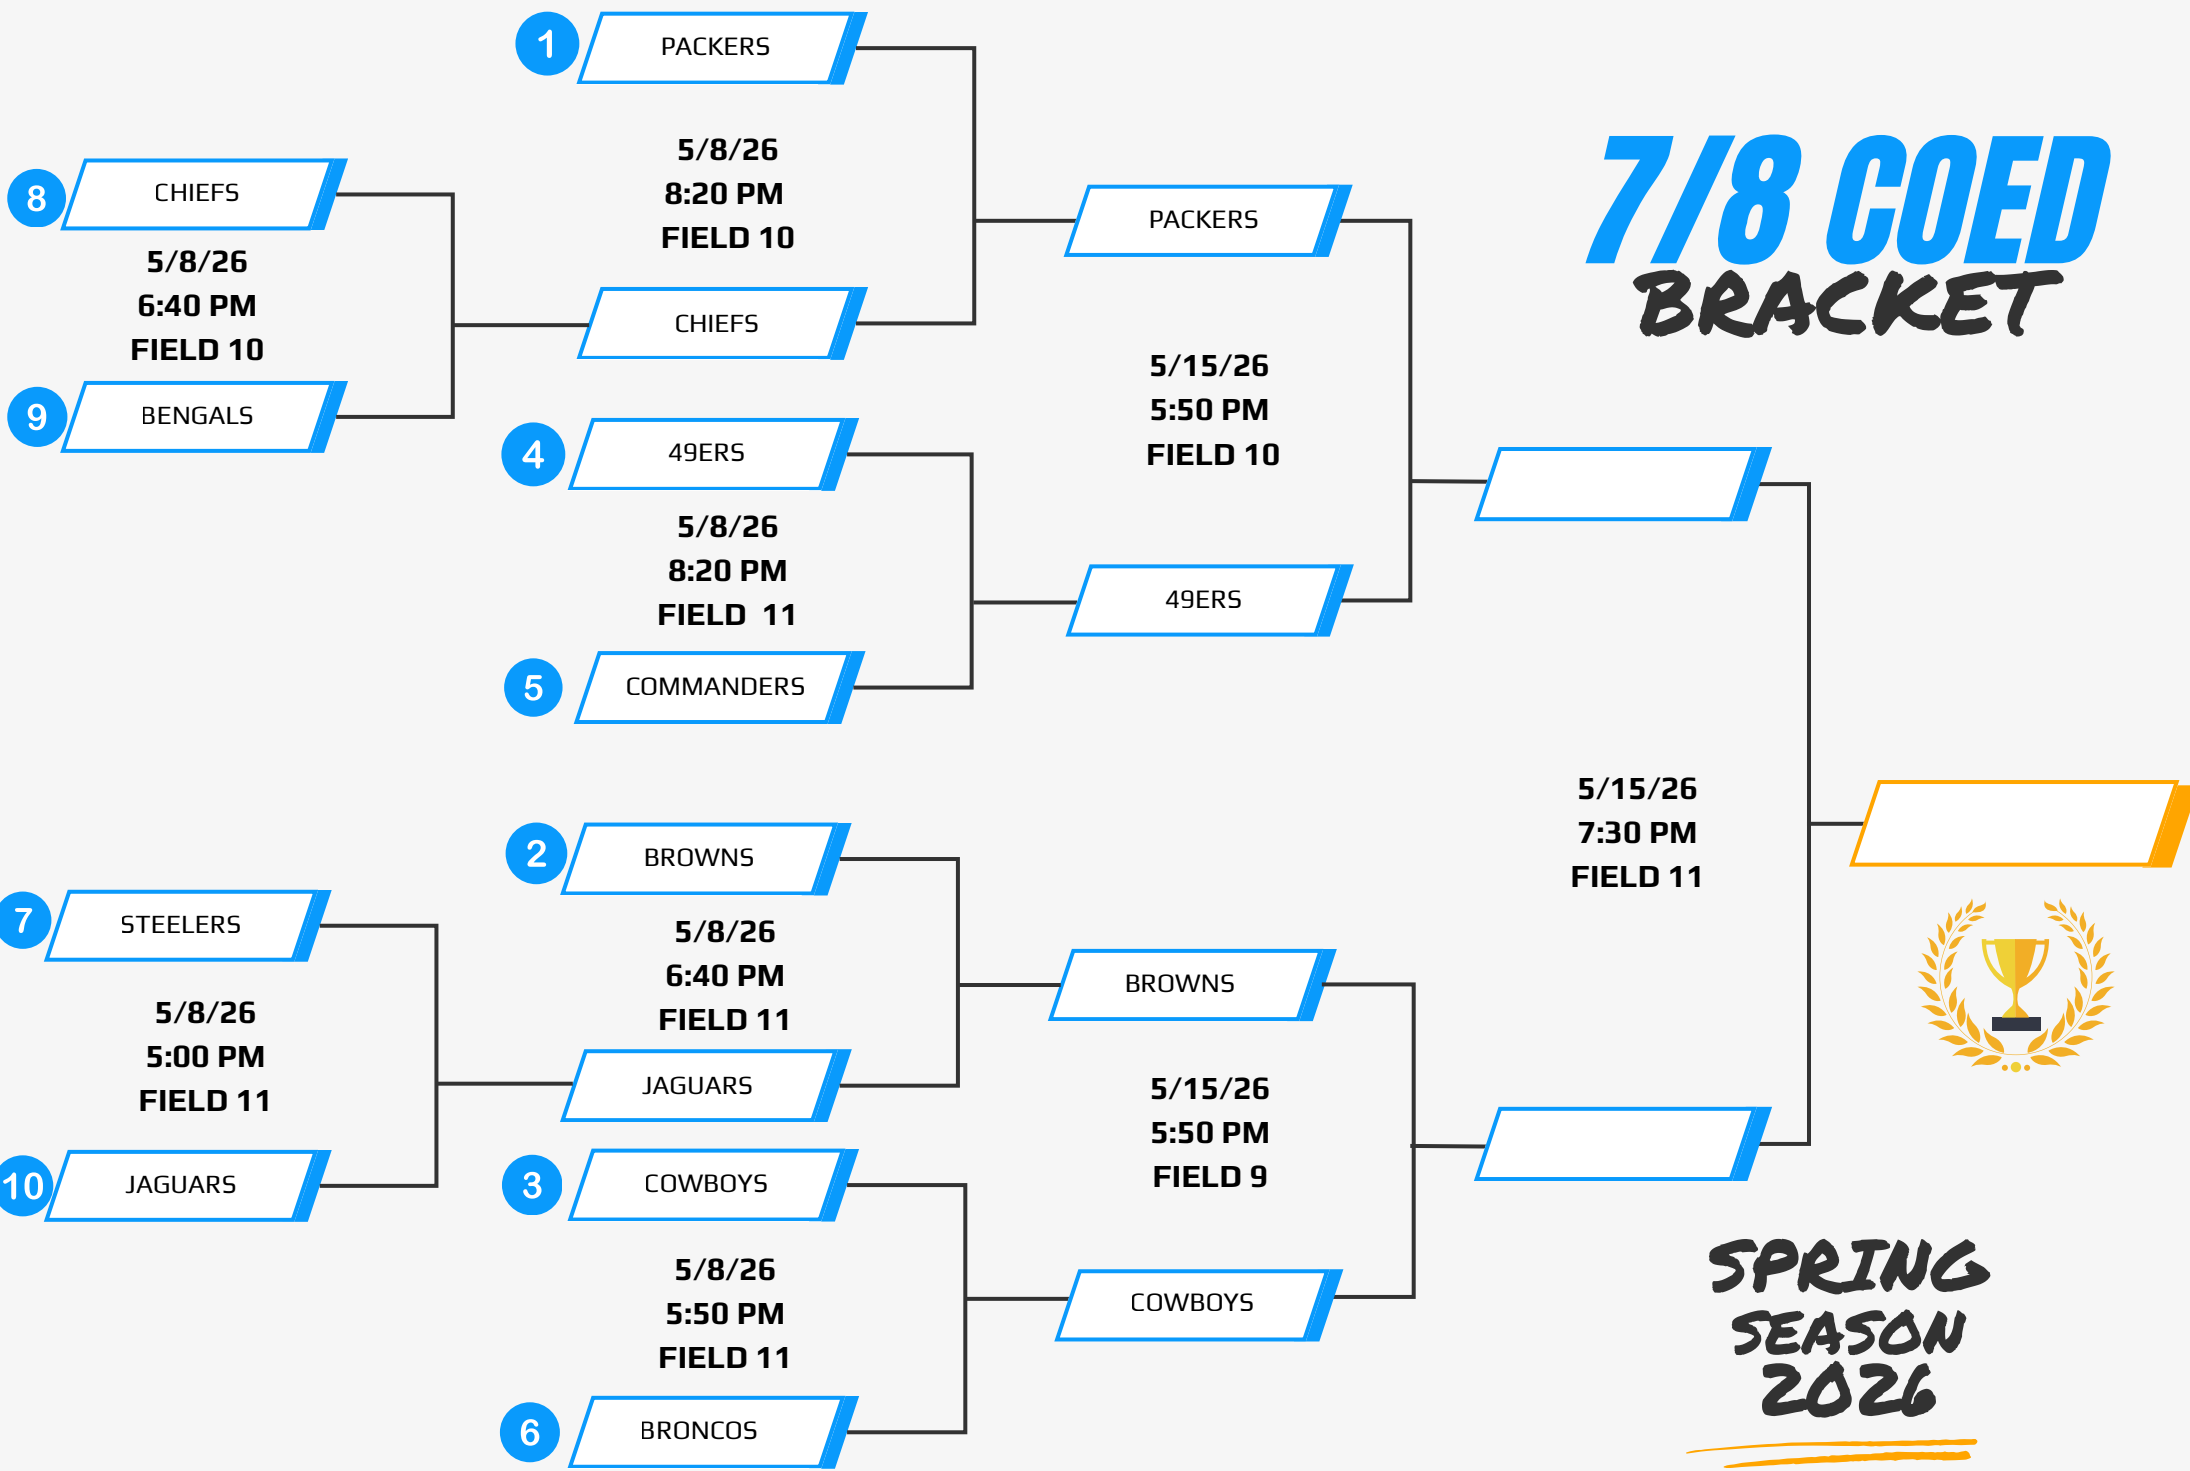 1
PACKERS
5/8/26
8:20 PM
FIELD 10
8
CHIEFS
5/8/26
6:40 PM
FIELD 10
9
BENGALS
CHIEFS
PACKERS
7/8 COED
BRACKET
4
49ERS
5/8/26
8:20 PM
FIELD 11
5
COMMANDERS
5/15/26
5:50 PM
FIELD 10
49ERS
2
BROWNS
5/8/26
6:40 PM
FIELD 11
7
STEELERS
5/8/26
5:00 PM
FIELD 11
10
JAGUARS
JAGUARS
BROWNS
5/15/26
7:30 PM
FIELD 11
3
COWBOYS
5/8/26
5:50 PM
FIELD 11
6
BRONCOS
5/15/26
5:50 PM
FIELD 9
COWBOYS
SPRING
SEASON
2026